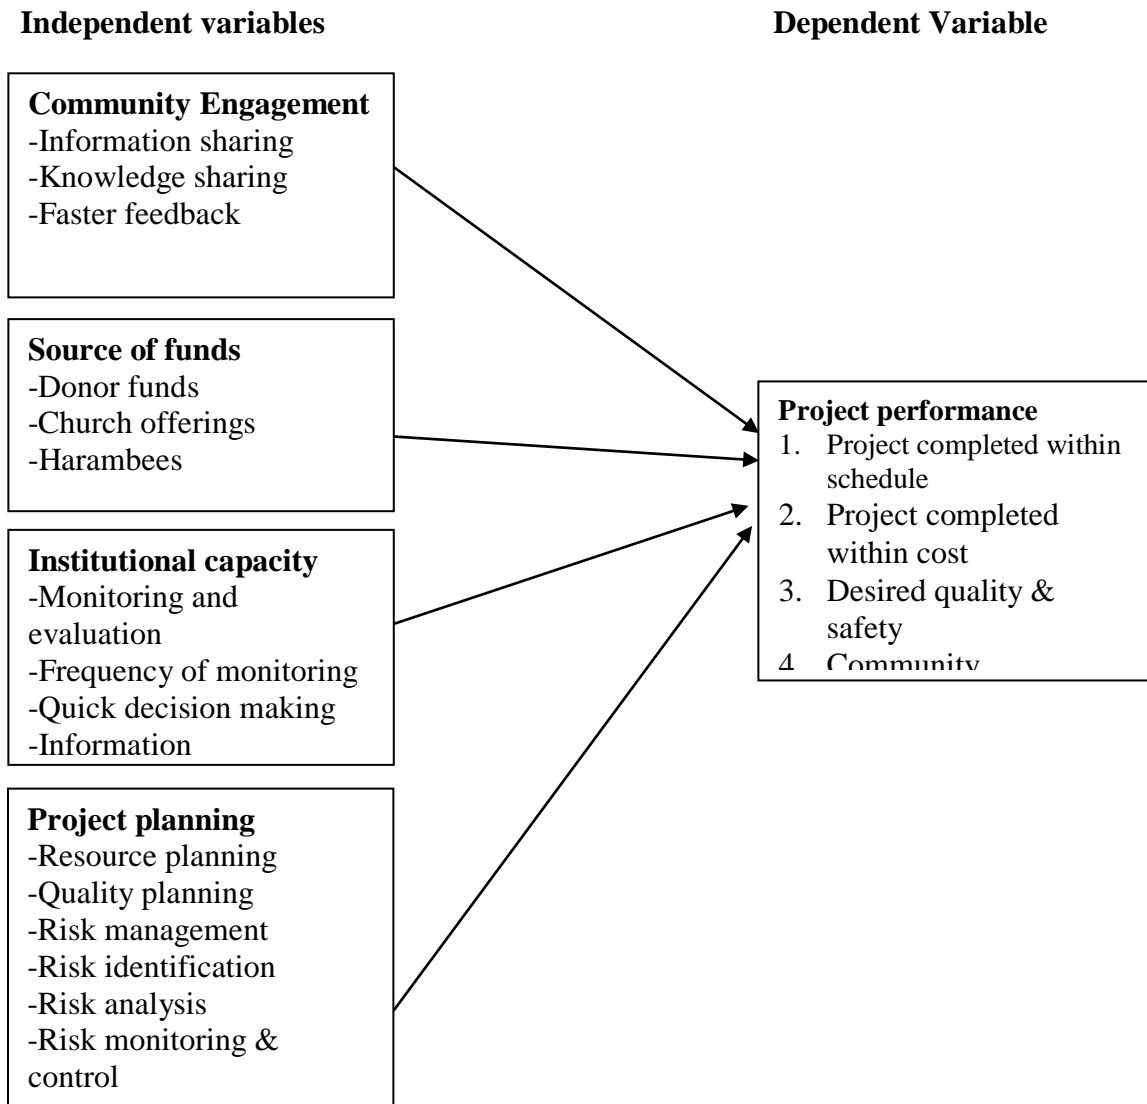 Independent variables
Dependent Variable
Community Engagement
-Information sharing
-Knowledge sharing
-Faster feedback
Source of funds
-Donor funds
-Church offerings
-Harambees
Institutional capacity
-Monitoring and
evaluation
-Frequency of monitoring
-Quick decision making
-Information
Project planning
-Resource planning
-Quality planning
-Risk management
-Risk identification
-Risk analysis
-Risk monitoring &
control
Project performance
1. Project completed within
schedule
2. Project completed
within cost
3. Desired quality &
safety
4. Community